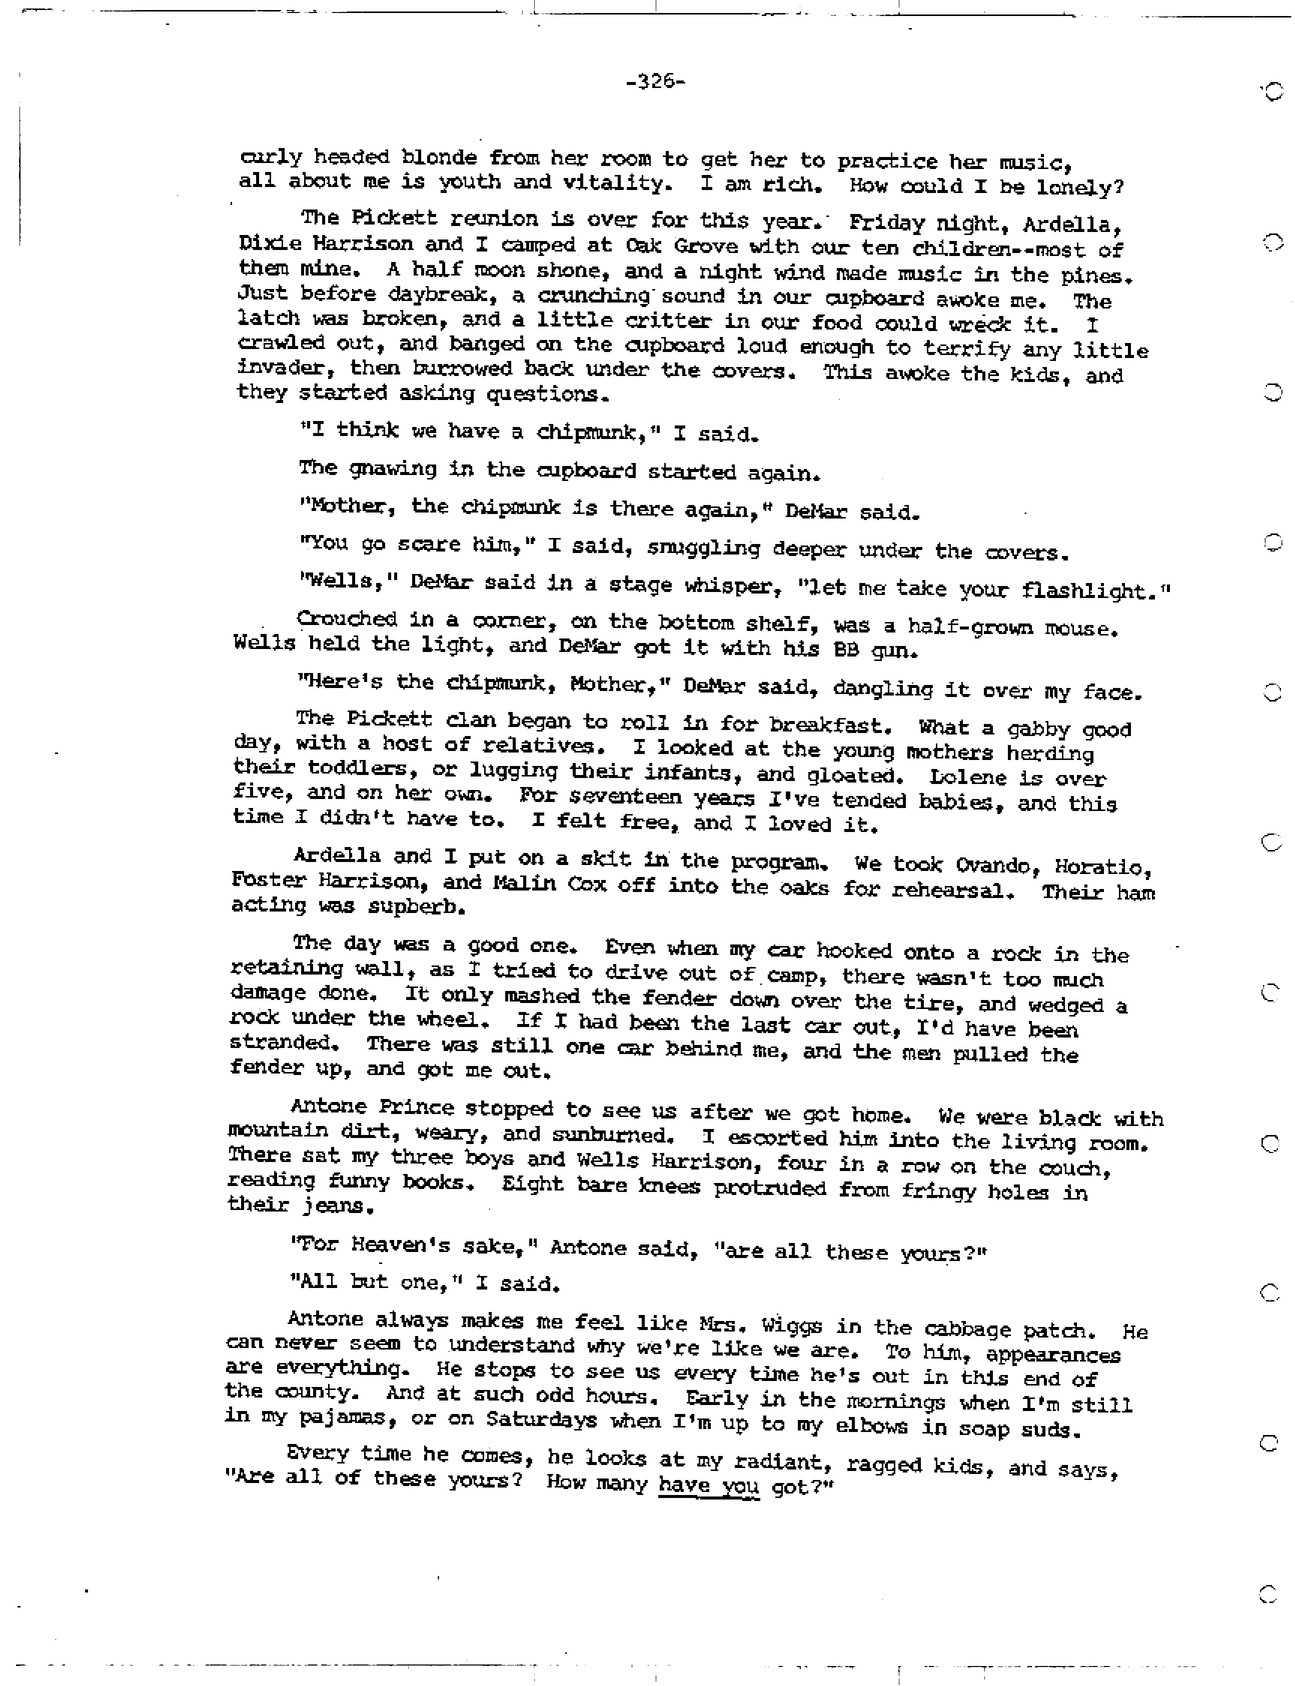 -326-
curly headed blonde from her room to get her to practice her music,
all about me is youth and vitality. I am rich. How could I be lonely?
The Pickett reunion is over for this year. Friday night, Ardella,
Dixie Harrison and I camped at Oak Grove with our ten children--most of
them mine. A half moon shone, and a night wind made music in the pines.
Just before daybreak, a crunching sound in our cupboard awoke me. The
latch was broken, and a little critter in our food could wreck it. I
crawled out, and banged on the cupboard loud enough to terrify any little
invader, then burrowed back under the covers. This awoke the kids, and
they started asking questions.
"I think we have a chipmunk," I said.
The gnawing in the cupboard started again.
"Mother, the chipmunk is there again," DeMar said.
"You go scare him," I said, snuggling deeper under the covers.
"Wells," DeMar said in a stage whisper, "let me take your flashlight."
Crouched in a corner, on the bottom shelf, was a half-grown mouse.
Wells held the light, and DeMar got it with his BB gun.
"Here's the chipmunk, Mother," DeMar said, dangling it over my face.
The Pickett clan began to roll in for breakfast. What a gabby good
day, with a host of relatives. I looked at the young mothers herding
their toddlers, or lugging their infants, and gloated. Lolene is over
five, and on her own. For seventeen years I've tended babies, and this
time I didn't have to. I felt free, and I loved it.
Ardella and I put on a skit in the program. We took Ovando, Horatio,
Foster Harrison, and Malin Cox off into the oaks for rehearsal. Their ham
acting was supberb.
The day was a good one. Even when my car hooked onto a rock in the
retaining wall, as I tried to drive out of camp, there wasn't too much
damage done. It only mashed the fender down over the tire, and wedged a
rock under the wheel. If I had been the last car out, I'd have been
stranded. There was still one car behind me, and the men pulled the
fender up, and got me out.
Antone Prince stopped to see us after we got home. We were black with
mountain dirt, weary, and sunburned. I escorted him into the living room.
There sat my three boys and Wells Harrison, four in a row on the couch,
reading funny books. Eight bare knees protruded from fringy holes in
their jeans.
"For Heaven's sake," Antone said, "are all these yours?"
"All but one," I said.
Antone always makes me feel like Mrs. Wiggs in the cabbage patch. He
can never seem to understand why we're like we are. To him, appearances
are everything. He stops to see us every time he's out in this end of
the county. And at such odd hours. Early in the mornings when I'm still
in my pajamas, or on Saturdays when I'm up to my elbows in soap suds.
Every time he comes, he looks at my radiant, ragged kids, and says,
"Are all of these yours? How many have you got?"